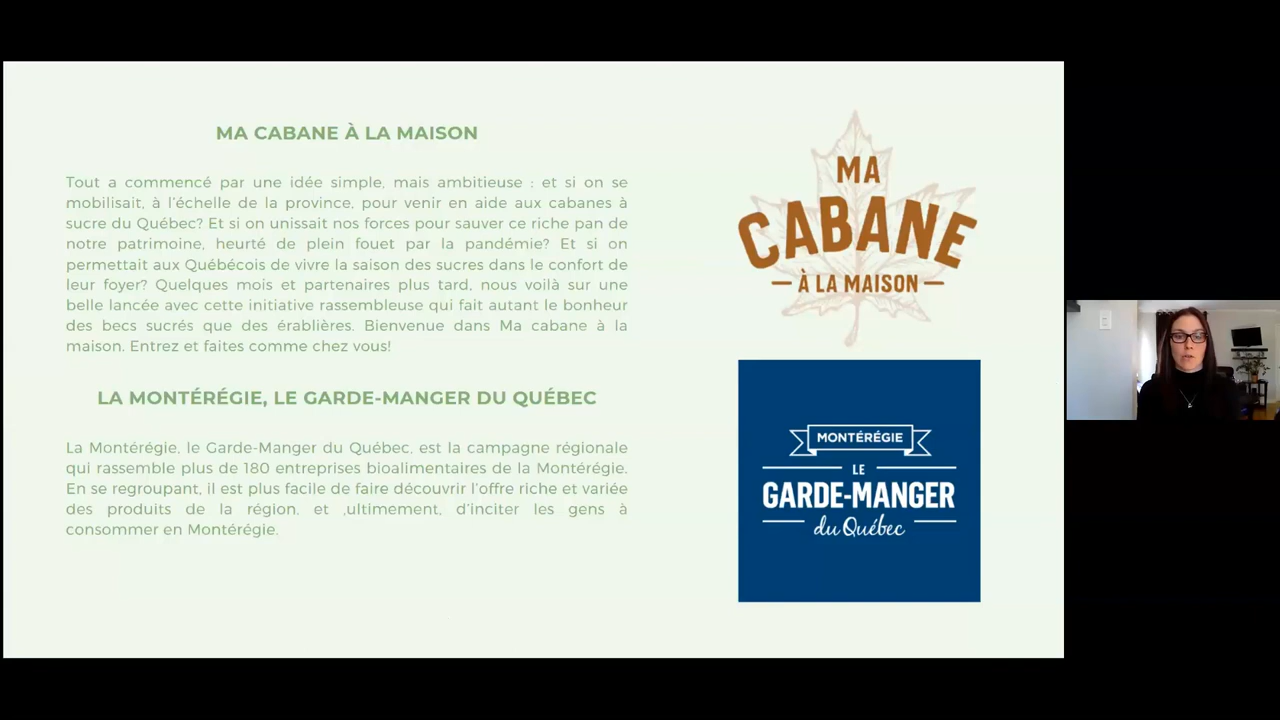 MA CABANE À LA MAISON
Tout a commencé par une idée simple, mais ambitieuse : et si on se
mobilisait, à l'échelle de la province, pour venir en aide aux cabanes à
sucre du Québec? Et si on unissait nos forces pour sauver ce riche pan de
notre patrimoine, heurté de plein fouet par la pandémie? Et si on
permettait aux Québécois de vivre la saison des sucres dans le confort de
leur foyer? Quelques mois et partenaires plus tard, nous voilà sur une
belle lancée avec cette initiative rassembleuse qui fait autant le bonheur
des becs sucrés que des érablières. Bienvenue dans Ma cabane à la
maison. Entrez et faites comme chez vous!
LA MONTÉRÉGIE, LE GARDE-MANGER DU QUÉBEC
La Montérégie, le Garde-Manger du Québec, est la campagne régionale
qui rassemble plus de 180 entreprises bioalimentaires de la Montérégie.
En se regroupant, il est plus facile de faire découvrir l'offre riche et variée
des produits de la région. et ,ultimement, d'inciter les gens à
consommer en Montérégie.
MA
CABANE
À LA MAISON
MONTÉRÉGIE
LE
GARDE-MANGER
du Québec